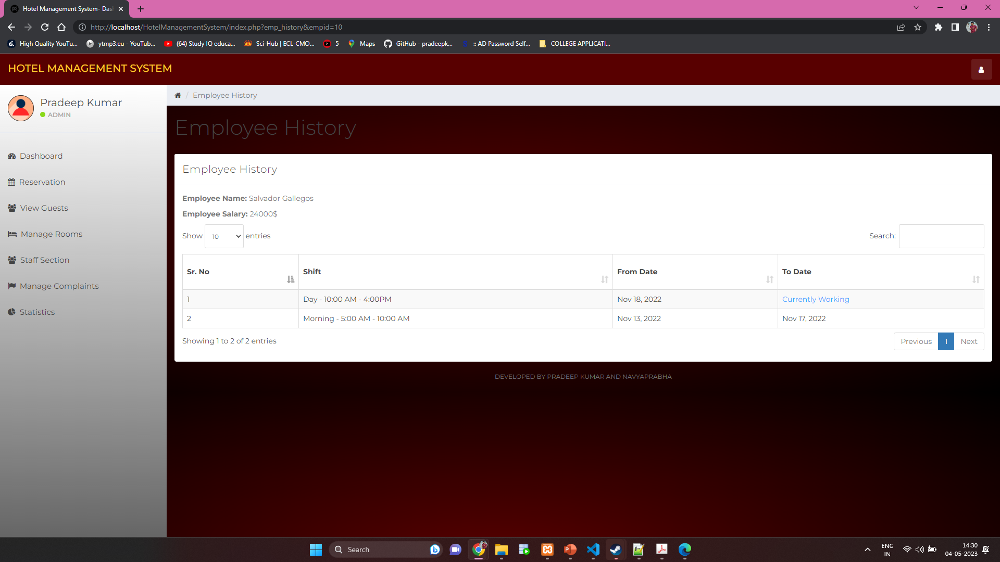 Hotel Management System- Das
http://localhost/HotelManagementSystem/index.php?emp_history&empid=10
High Quality YouTu... ytmp3.eu - YouTub... (64) Study IQ educa... Sci-Hub | ECL-CMO... 5 Maps GitHub - pradeepk... :: AD Password Self... COLLEGE APPLICATI...
HOTEL MANAGEMENT SYSTEM
Pradeep Kumar
ADMIN
Dashboard
Reservation
View Guests
Manage Rooms
Staff Section
Manage Complaints
Statistics
/ Employee History
Employee History
Employee History
Employee Name: Salvador Gallegos
Employee Salary: 24000$
Show 10 entries
Search:
Sr. No Shift From Date To Date
1 Day - 10:00 AM - 4:00PM Nov 18, 2022 Currently Working
2 Morning - 5:00 AM - 10:00 AM Nov 13, 2022 Nov 17, 2022
Showing 1 to 2 of 2 entries
Previous 1 Next
DEVELOPED BY PRADEEP KUMAR AND NAVYAPRABHA
Search
ENG
IN
14:30
04-05-2023